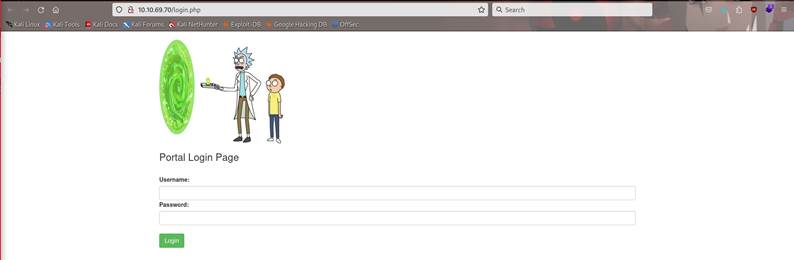 10.10.69.70/login.php
Search
Kali Linux Kali Tools Kali Docs Kali Forums Kali NetHunter Exploit-DB Google Hacking DB OffSec
Portal Login Page
Username:
Password:
Login